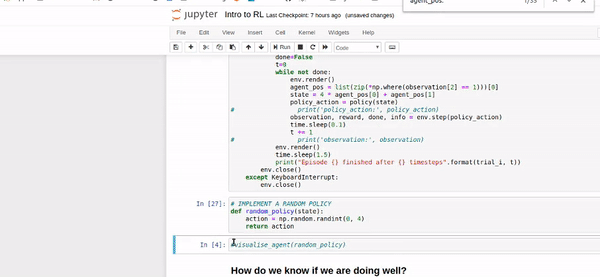 agent_pos.
1/33
jupyter Intro to RL Last Checkpoint: 7 hours ago (unsaved changes)
File Edit View Insert Cell Kernel Widgets Help
Run Code
done=False
t=0
while not done:
env.render()
agent_pos = list(zip(*np.where(observation[2] == 1)))[0]
state = 4 * agent_pos[0] + agent_pos[1]
policy_action = policy(state)
# print('policy_action:', policy_action)
observation, reward, done, info = env.step(policy_action)
time.sleep(0.1)
t += 1
# print('observation:', observation)
env.render()
time.sleep(1.5)
print("Episode {} finished after {} timesteps".format(trial_i, t))
env.close()
except KeyboardInterrupt:
env.close()
In [27]: # IMPLEMENT A RANDOM POLICY
def random_policy(state):
action = np.random.randint(0, 4)
return action
In [4]: #visualise_agent(random_policy)
How do we know if we are doing well?